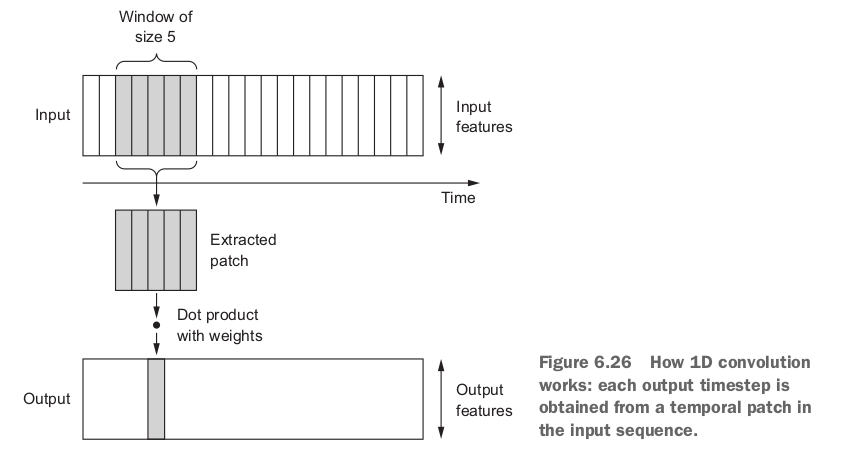 Window of
size 5
Input
Input
features
Time
Extracted
patch
Dot product
with weights
Output
Output
features
Figure 6.26 How 1D convolution
works: each output timestep is
obtained from a temporal patch in
the input sequence.